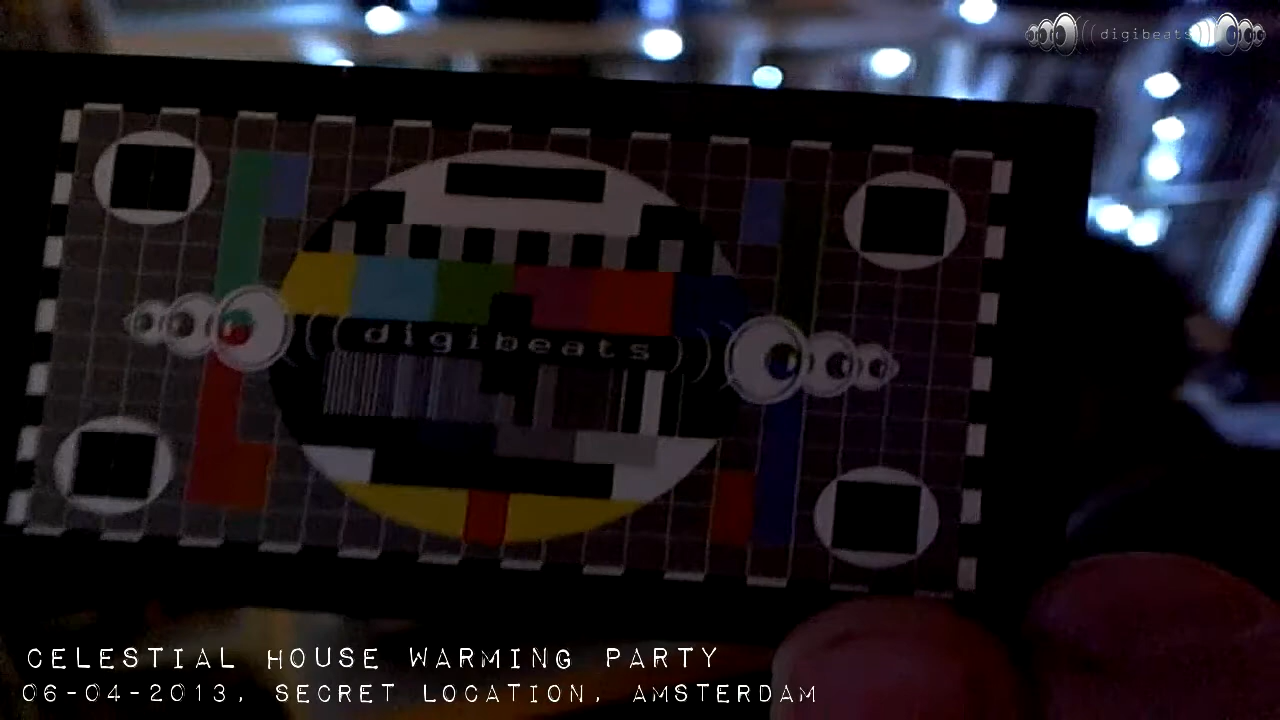 ((digibeats))
((digibeats))
CELESTIAL HOUSE WARMING PARTY
06-04-2013, SECRET LOCATION, AMSTERDAM